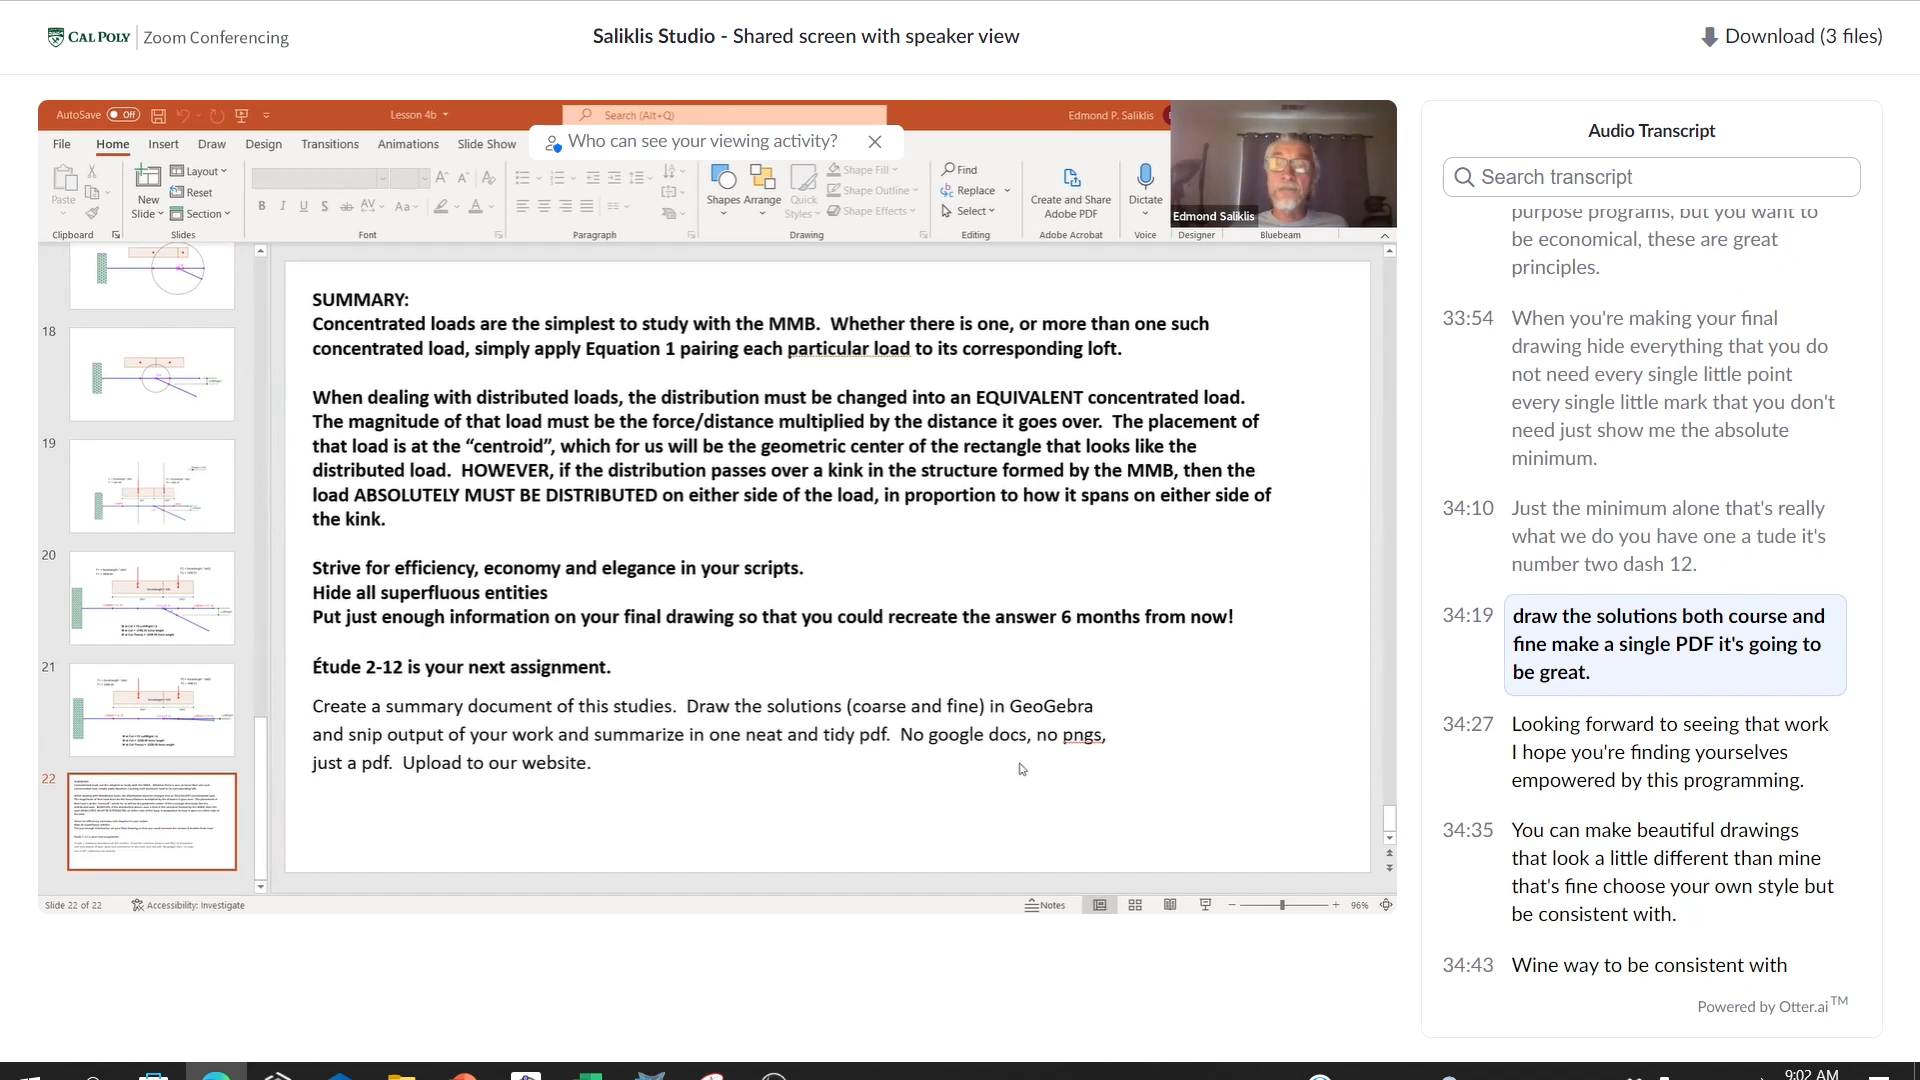 CAL POLY Zoom Conferencing
Saliklis Studio - Shared screen with speaker view
Download (3 files)
AutoSave Off
Lesson 4b
Search (Alt+Q)
Edmond P. Saliklis
File Home Insert Draw Design Transitions Animations Slide Show
Who can see your viewing activity?
Paste
New
Slide
Layout
Reset
Section
Shapes
Arrange
Quick
Styles
Shape Fill
Shape Outline
Shape Effects
Find
Replace
Select
Create and Share
Adobe PDF
Dictate
Edmond Saliklis
Clipboard Slides Font Paragraph Drawing Editing Adobe Acrobat Voice Designer Bluebeam
18
19
20
21
22
SUMMARY:
Concentrated loads are the simplest to study with the MMB. Whether there is one, or more than one such
concentrated load, simply apply Equation 1 pairing each particular load to its corresponding loft.
When dealing with distributed loads, the distribution must be changed into an EQUIVALENT concentrated load.
The magnitude of that load must be the force/distance multiplied by the distance it goes over. The placement of
that load is at the “centroid”, which for us will be the geometric center of the rectangle that looks like the
distributed load. HOWEVER, if the distribution passes over a kink in the structure formed by the MMB, then the
load ABSOLUTELY MUST BE DISTRIBUTED on either side of the load, in proportion to how it spans on either side of
the kink.
Strive for efficiency, economy and elegance in your scripts.
Hide all superfluous entities
Put just enough information on your final drawing so that you could recreate the answer 6 months from now!
Étude 2-12 is your next assignment.
Create a summary document of this studies. Draw the solutions (coarse and fine) in GeoGebra
and snip output of your work and summarize in one neat and tidy pdf. No google docs, no pngs,
just a pdf. Upload to our website.
Slide 22 of 22
Accessibility: Investigate
Notes
96%
Audio Transcript
Search transcript
purpose programs, but you want to
be economical, these are great
principles.
33:54 When you're making your final
drawing hide everything that you do
not need every single little point
every single little mark that you don't
need just show me the absolute
minimum.
34:10 Just the minimum alone that's really
what we do you have one a tude it's
number two dash 12.
34:19 draw the solutions both course and
fine make a single PDF it's going to
be great.
34:27 Looking forward to seeing that work
I hope you're finding yourselves
empowered by this programming.
34:35 You can make beautiful drawings
that look a little different than mine
that's fine choose your own style but
be consistent with.
34:43 Wine way to be consistent with
Powered by Otter.ai TM
9:02 AM